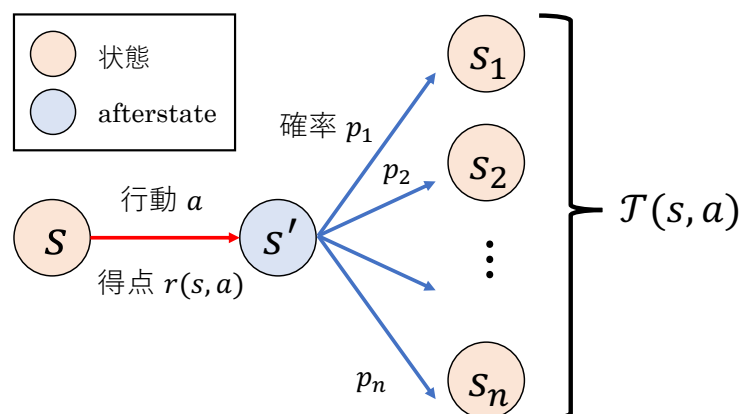 状態
afterstate
s
行動 a
得点 r(s, a)
s′
確率 p₁
p₂
pₙ
s₁
s₂
⋮
sₙ
𝒯(s, a)